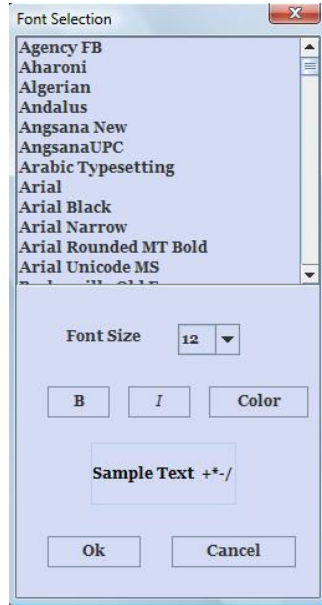 Font Selection
Agency FB
Aharoni
Algerian
Andalus
Angsana New
AngsanaUPC
Arabic Typesetting
Arial
Arial Black
Arial Narrow
Arial Rounded MT Bold
Arial Unicode MS
Font Size 12
B I Color
Sample Text +*-/
Ok Cancel